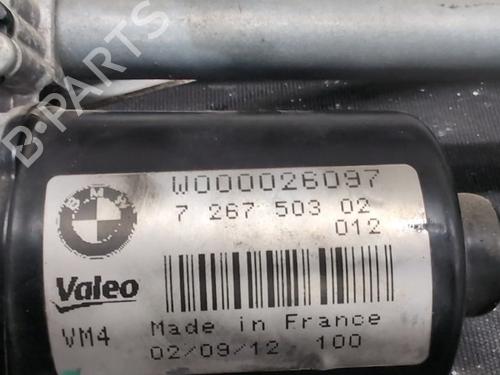 B-PARTS
W000026097
7 267 503 02
012
BMW
Valeo
VM4 Made in France
02/09/12 100